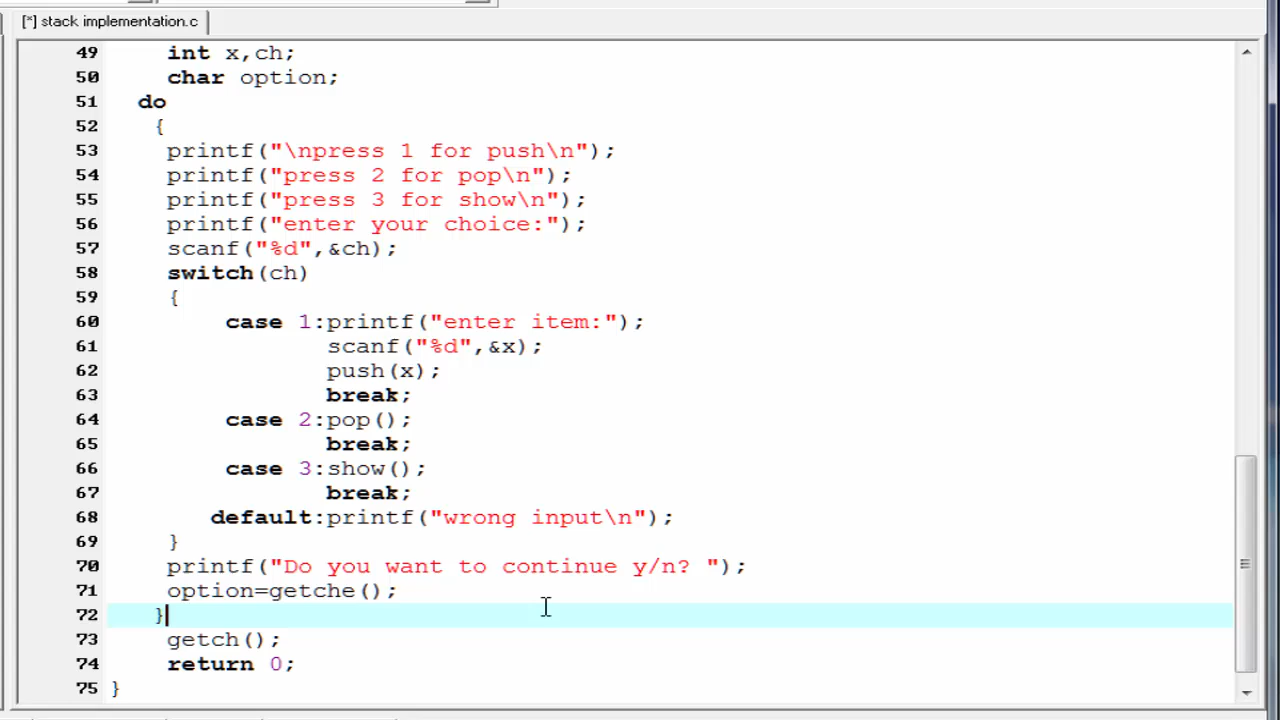 [*] stack implementation.c
49 int x,ch;
50 char option;
51 do
52 {
53 printf("\npress 1 for push\n");
54 printf("press 2 for pop\n");
55 printf("press 3 for show\n");
56 printf("enter your choice:");
57 scanf("%d",&ch);
58 switch(ch)
59 {
60 case 1:printf("enter item:");
61 scanf("%d",&x);
62 push(x);
63 break;
64 case 2:pop();
65 break;
66 case 3:show();
67 break;
68 default:printf("wrong input\n");
69 }
70 printf("Do you want to continue y/n? ");
71 option=getche();
72 }
73 getch();
74 return 0;
75 }